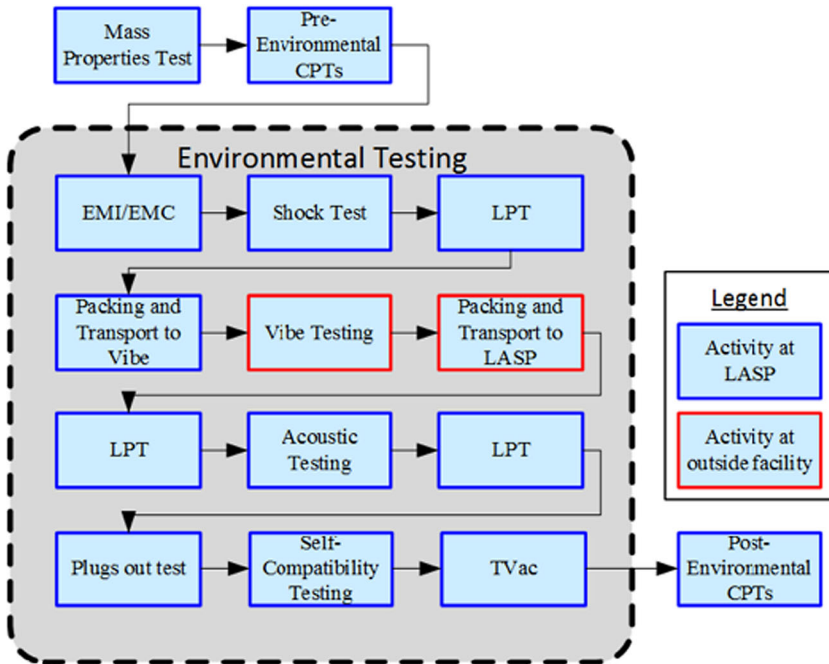 Mass
Properties Test
Pre-
Environmental
CPTs
Environmental Testing
EMI/EMC
Shock Test
LPT
Packing and
Transport to
Vibe
Vibe Testing
Packing and
Transport to
LASP
LPT
Acoustic
Testing
LPT
Plugs out test
Self-
Compatibility
Testing
TVac
Post-
Environmental
CPTs
Legend
Activity at
LASP
Activity at
outside facility